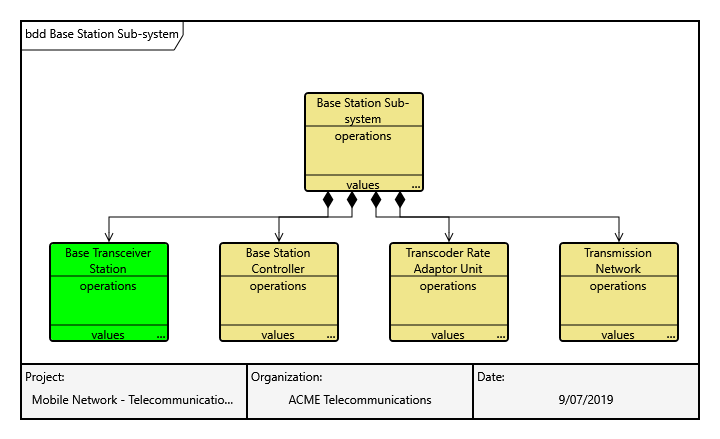 bdd Base Station Sub-system
Base Station Sub-
system
operations
values
...
Base Transceiver
Station
operations
values
...
Base Station
Controller
operations
values
...
Transcoder Rate
Adaptor Unit
operations
values
...
Transmission
Network
operations
values
...
Project:
Mobile Network - Telecommunicatio...
Organization:
ACME Telecommunications
Date:
9/07/2019